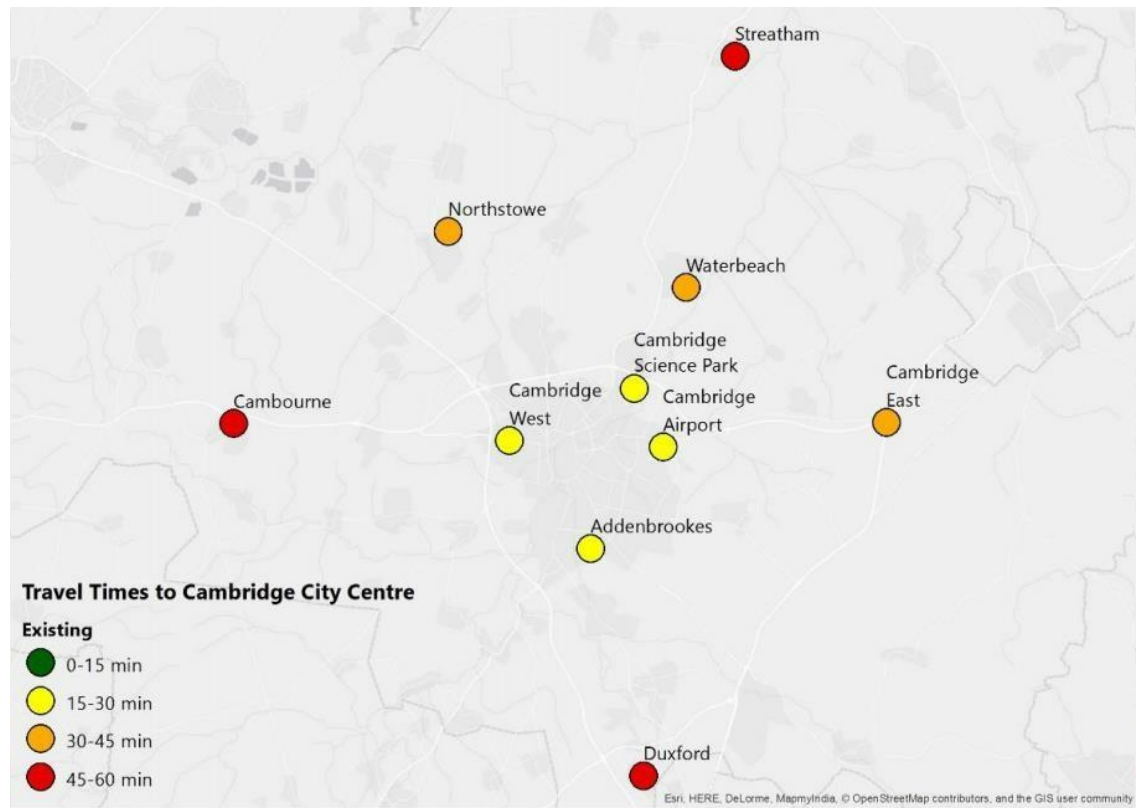 Streatham
Northstowe
Waterbeach
Cambridge
Science Park
Cambridge
West
Cambridge
Airport
Cambridge
East
Cambourne
Addenbrookes
Travel Times to Cambridge City Centre
Existing
0-15 min
15-30 min
30-45 min
45-60 min
Duxford
Esri, HERE, DeLorme, MapmyIndia, © OpenStreetMap contributors, and the GIS user community